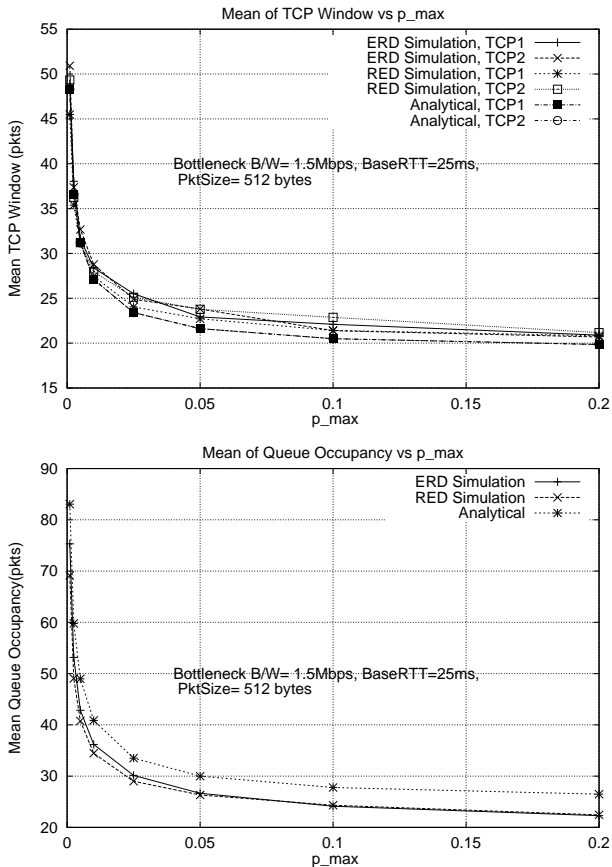 Mean of TCP Window vs p_max
55
50
45
40
35
30
25
20
15
Mean TCP Window (pkts)
ERD Simulation, TCP1
ERD Simulation, TCP2
RED Simulation, TCP1
RED Simulation, TCP2
Analytical, TCP1
Analytical, TCP2
Bottleneck B/W= 1.5Mbps, BaseRTT=25ms,
PktSize= 512 bytes
0 0.05 0.1 0.15 0.2
p_max
Mean of Queue Occupancy vs p_max
90
80
70
60
50
40
30
20
Mean Queue Occupancy(pkts)
ERD Simulation
RED Simulation
Analytical
Bottleneck B/W= 1.5Mbps, BaseRTT=25ms,
PktSize= 512 bytes
0 0.05 0.1 0.15 0.2
p_max